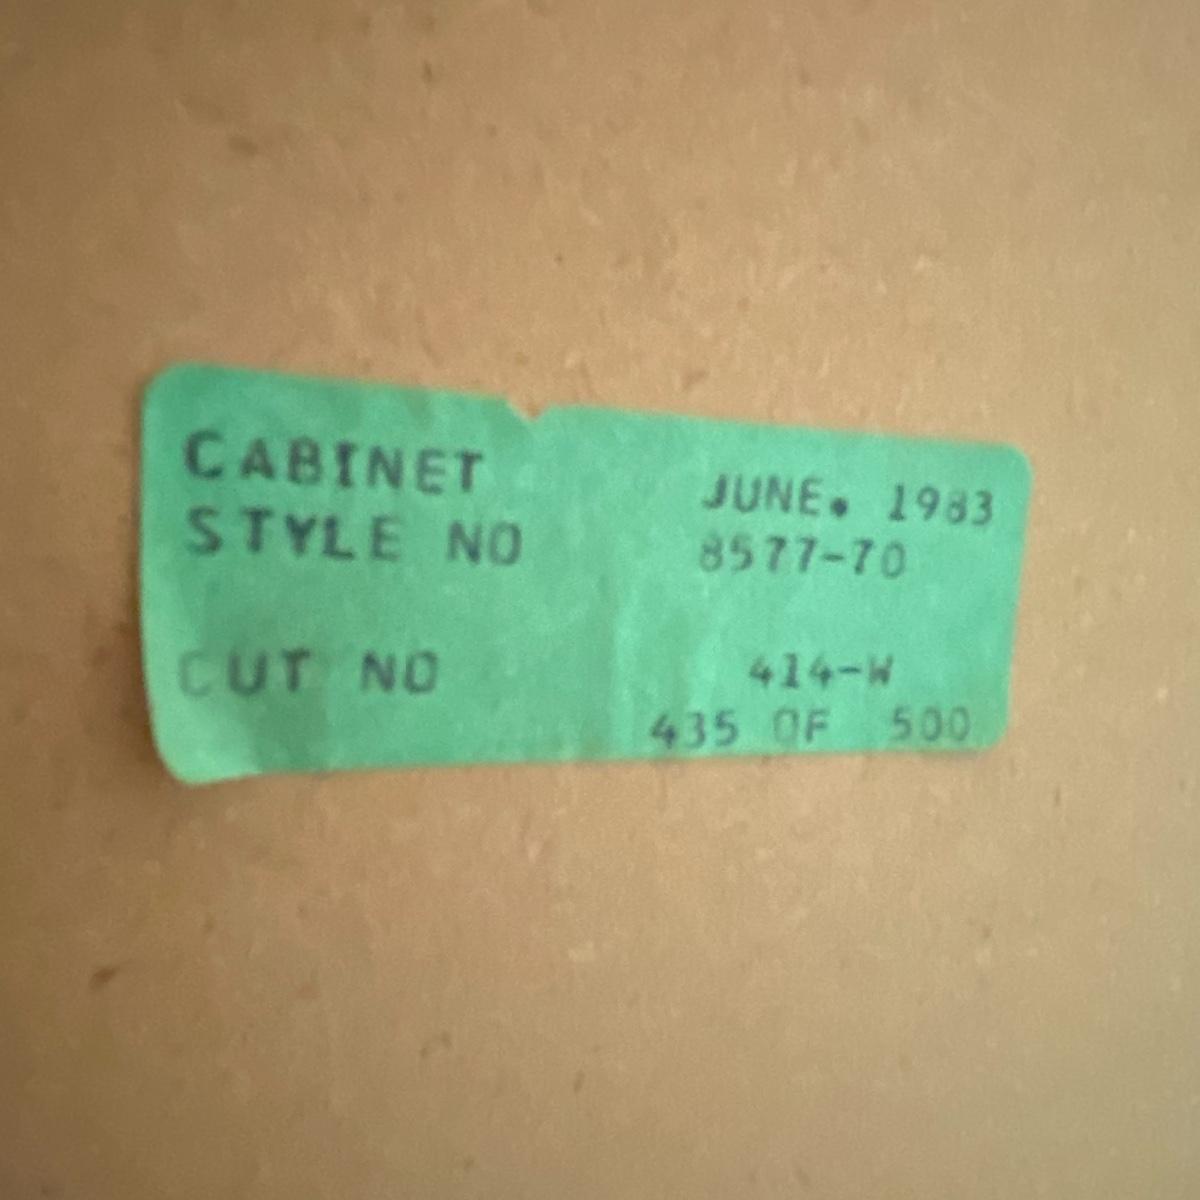 CABINET JUNE. 1983
STYLE NO 8577-70
CUT NO 414-W
435 OF 500